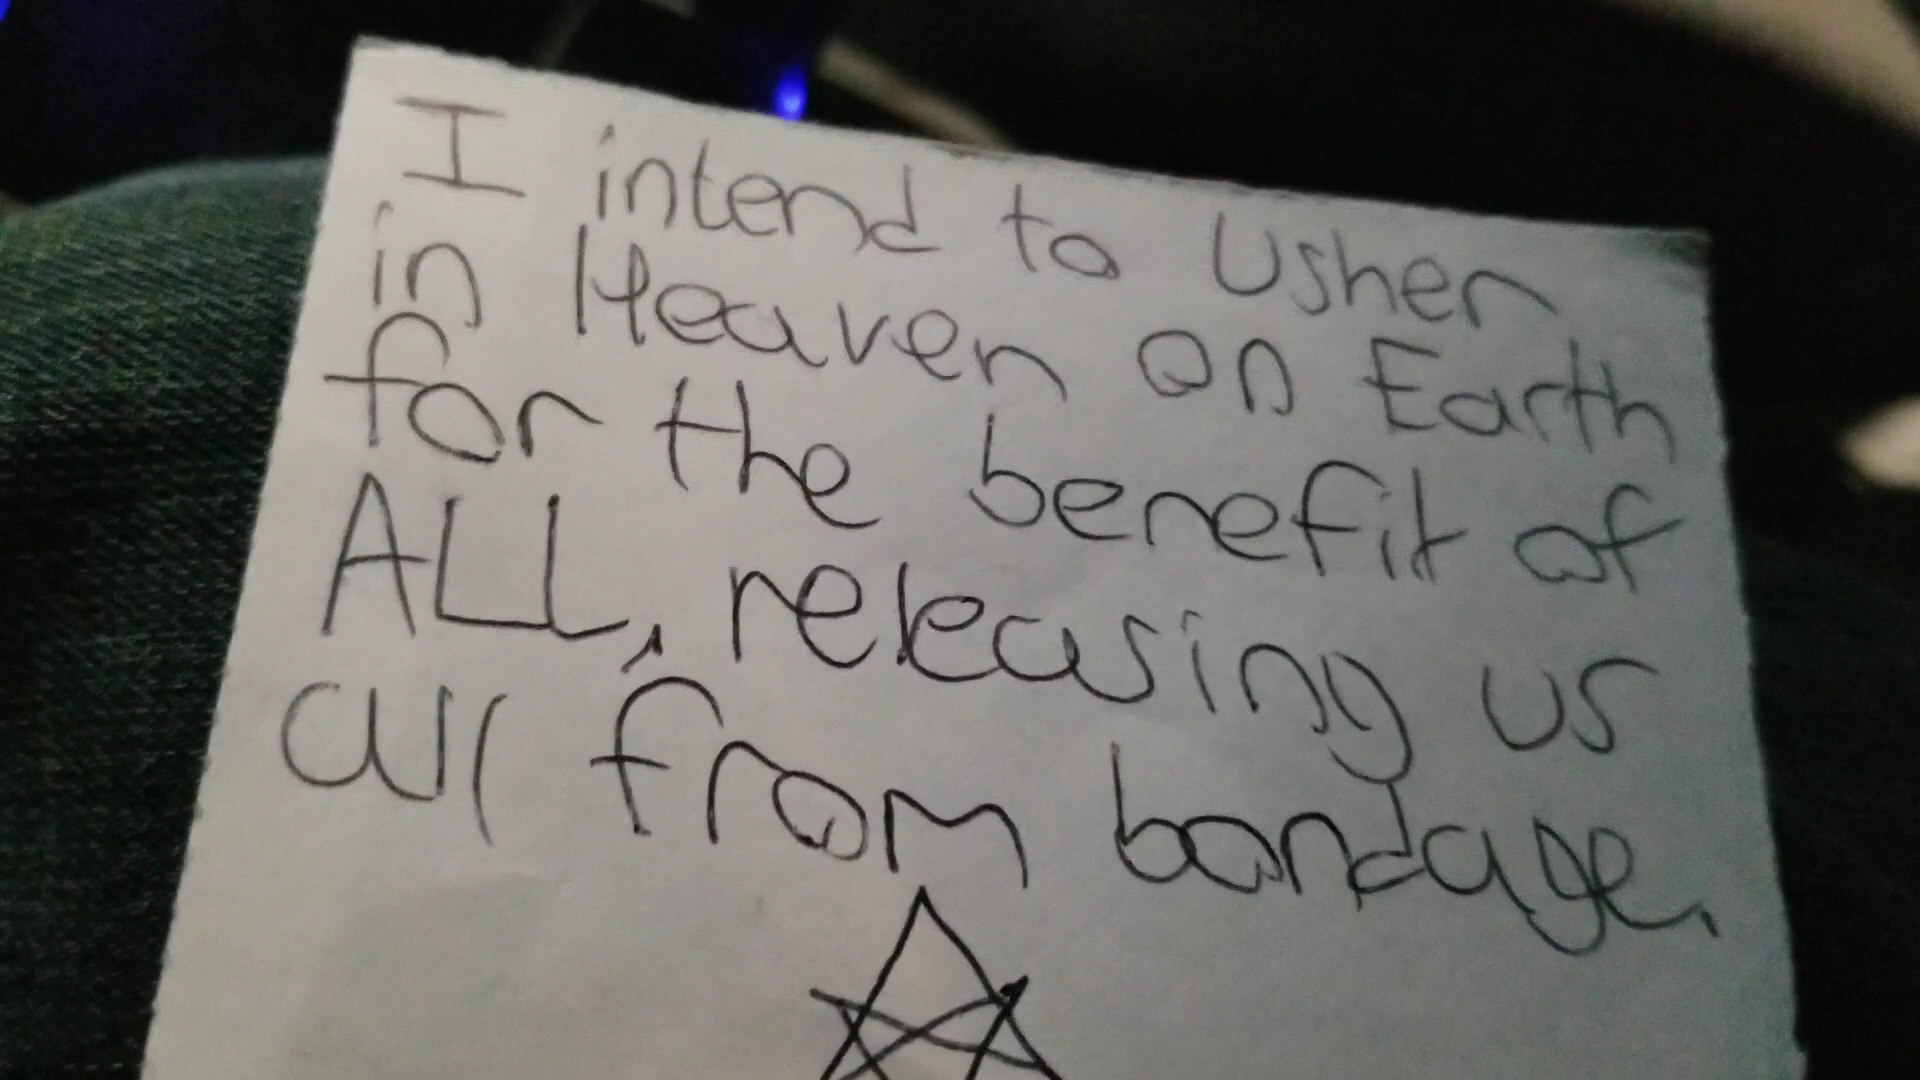 I intend to Usher
in Heaven on Earth
for the benefit of
ALL, releasing us
all from bondage.